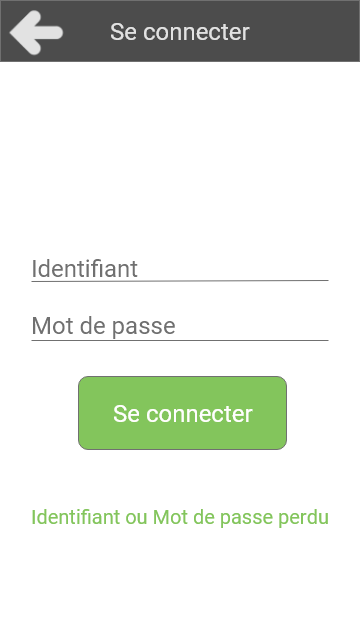 Se connecter
Identifiant
Mot de passe
Se connecter
Identifiant ou Mot de passe perdu